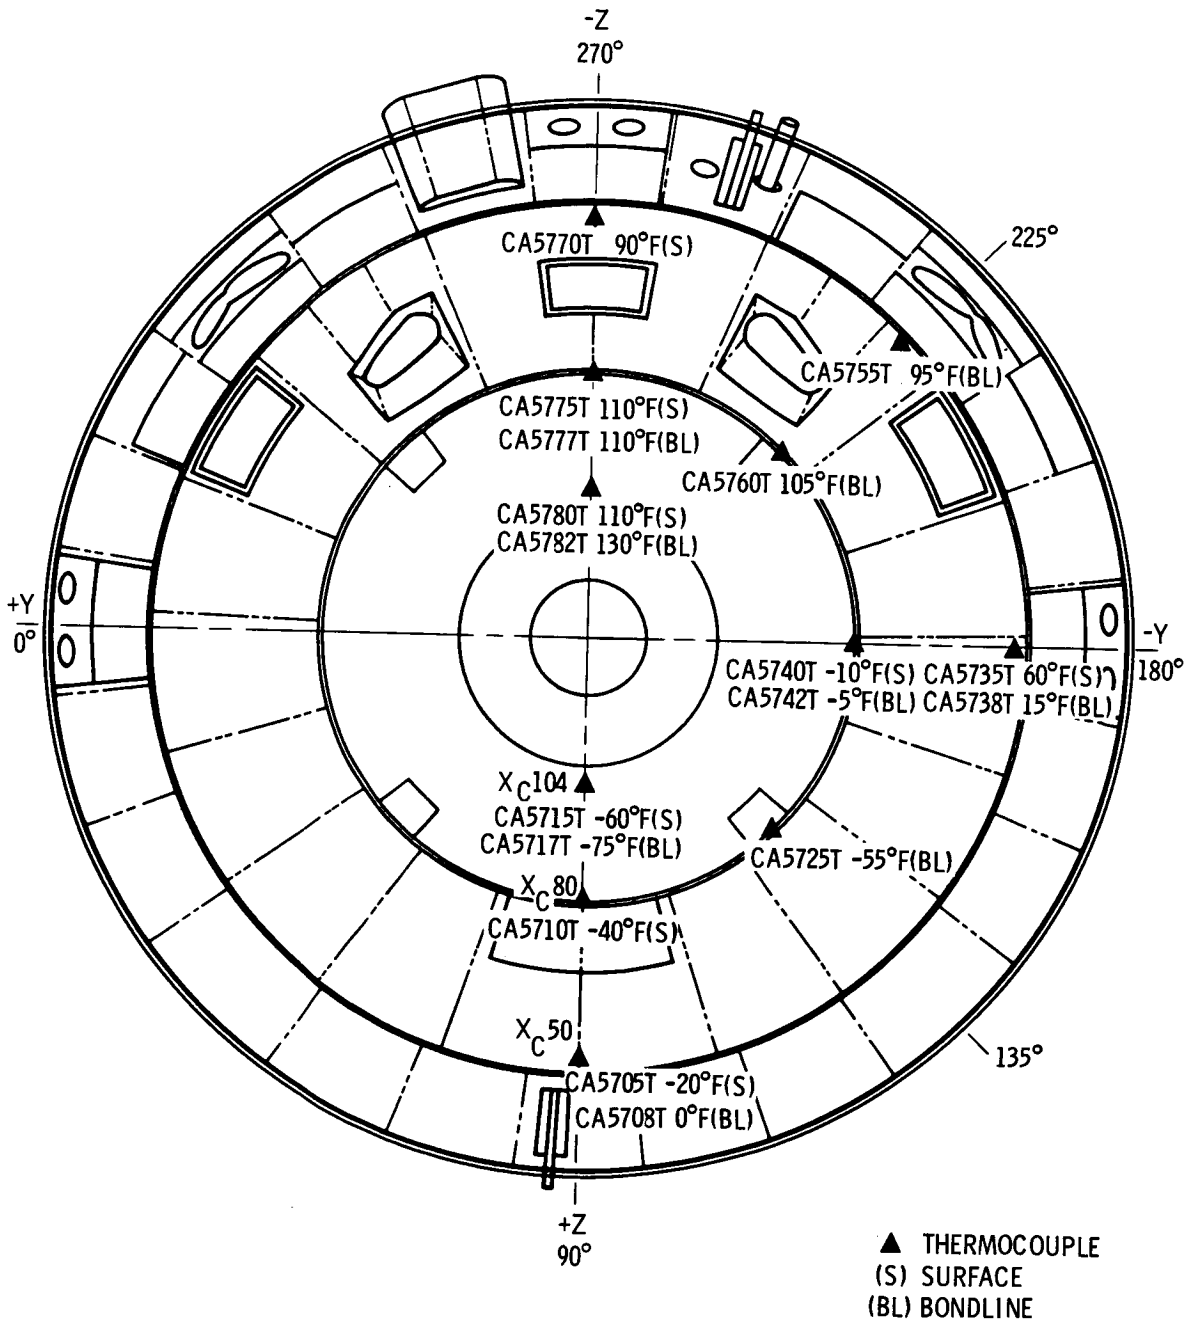 -Z
270°
CA5770T 90°F(S)
225°
CA5755T 95°F(BL)
CA5775T 110°F(S)
CA5777T 110°F(BL)
CA5760T 105°F(BL)
CA5780T 110°F(S)
CA5782T 130°F(BL)
+Y
0°
-Y
180°
CA5740T -10°F(S) CA5735T 60°F(S)
CA5742T -5°F(BL) CA5738T 15°F(BL)
XC104
CA5715T -60°F(S)
CA5717T -75°F(BL)
CA5725T -55°F(BL)
XC80
CA5710T -40°F(S)
XC50
135°
CA5705T -20°F(S)
CA5708T 0°F(BL)
+Z
90°
▲ THERMOCOUPLE
(S) SURFACE
(BL) BONDLINE